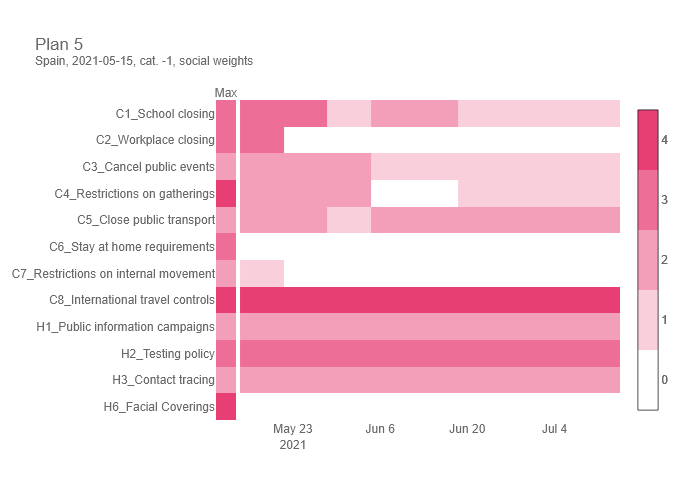 Plan 5
Spain, 2021-05-15, cat. -1, social weights
Max
C1_School closing
C2_Workplace closing
C3_Cancel public events
C4_Restrictions on gatherings
C5_Close public transport
C6_Stay at home requirements
C7_Restrictions on internal movement
C8_International travel controls
H1_Public information campaigns
H2_Testing policy
H3_Contact tracing
H6_Facial Coverings
May 23 Jun 6 Jun 20 Jul 4
2021
4
3
2
1
0